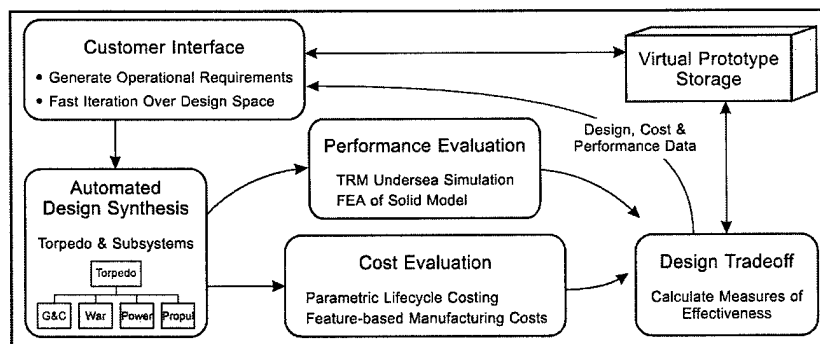 Customer Interface
• Generate Operational Requirements
• Fast Iteration Over Design Space
Virtual Prototype
Storage
Design, Cost &
Performance Data
Performance Evaluation
TRM Undersea Simulation
FEA of Solid Model
Automated
Design Synthesis
Torpedo & Subsystems
Torpedo
G&C
War
Power
Propul
Cost Evaluation
Parametric Lifecycle Costing
Feature-based Manufacturing Costs
Design Tradeoff
Calculate Measures of
Effectiveness